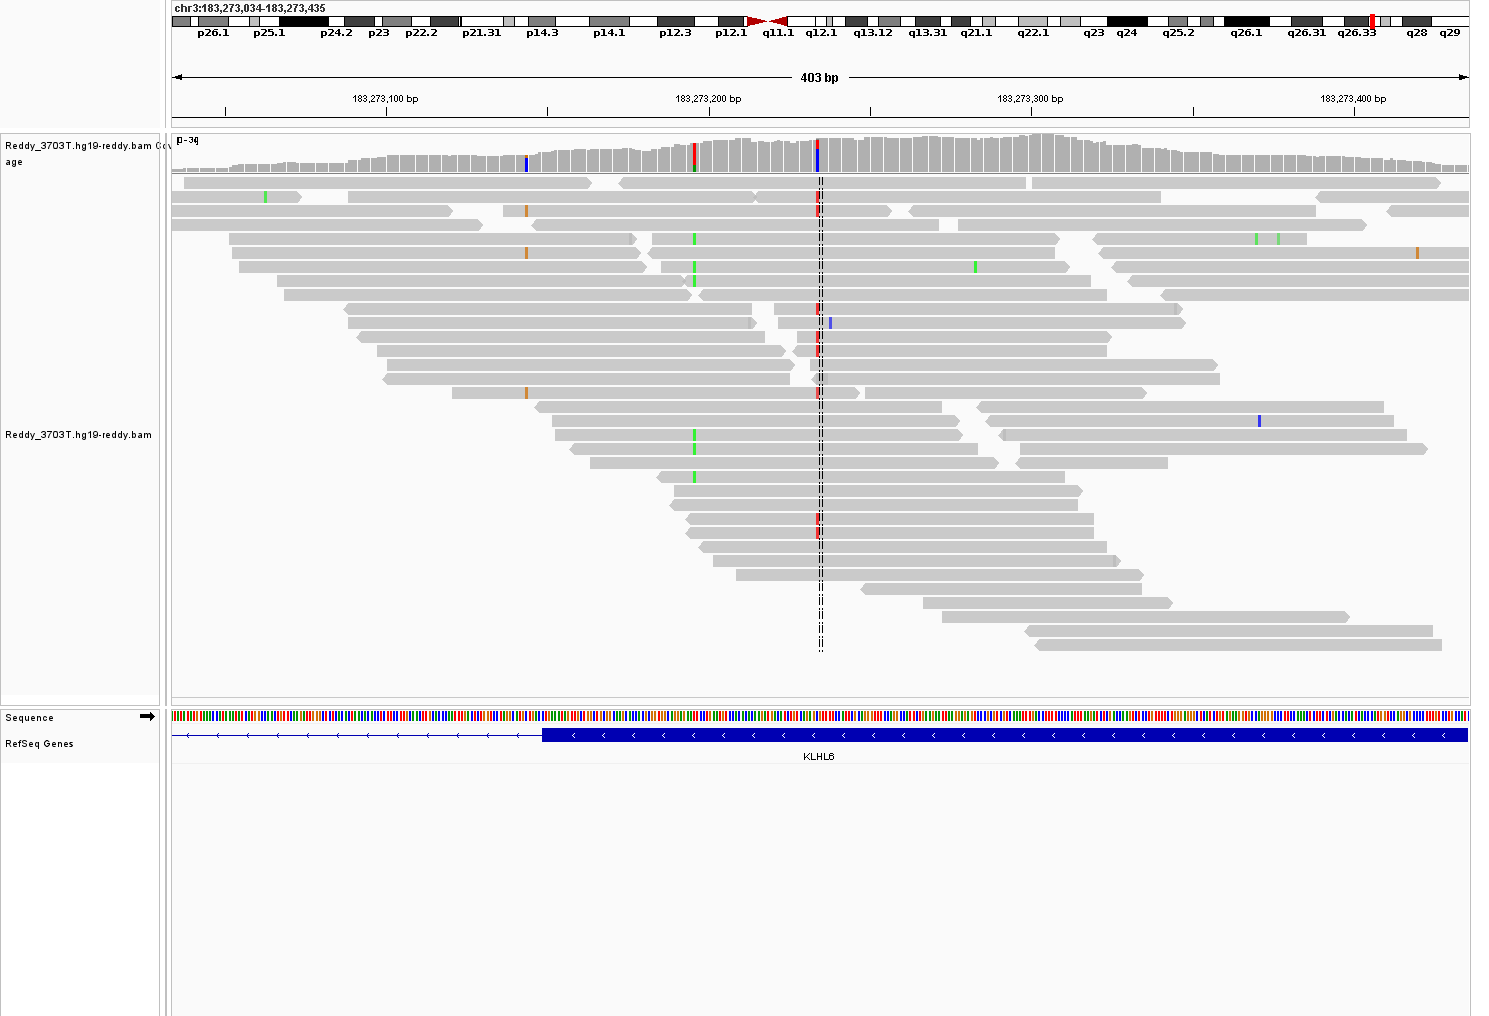 chr3:183,273,034-183,273,435
p26.1 p25.1 p24.2 p23 p22.2 p21.31 p14.3 p14.1 p12.3 p12.1 q11.1 q12.1 q13.12 q13.31 q21.1 q22.1 q23 q24 q25.2 q26.1 q26.31 q26.33 q28 q29
403 bp
183,273,100 bp 183,273,200 bp 183,273,300 bp 183,273,400 bp
Reddy_3703T.hg19-reddy.bam Cov
age
Reddy_3703T.hg19-reddy.bam
Sequence
RefSeq Genes
KLHL6